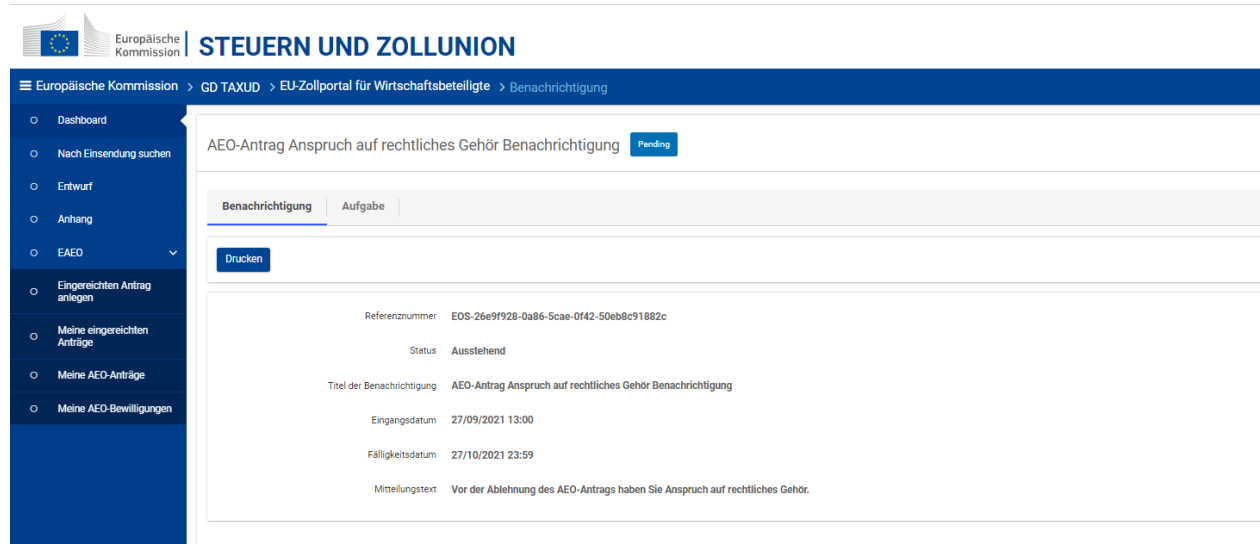 Europäische
Kommission
STEUERN UND ZOLLUNION
Europäische Kommission > GD TAXUD > EU-Zollportal für Wirtschaftsbeteiligte > Benachrichtigung
Dashboard
Nach Einsendung suchen
Entwurf
Anhang
EAEO
Eingereichten Antrag
anlegen
Meine eingereichten
Anträge
Meine AEO-Anträge
Meine AEO-Bewilligungen
AEO-Antrag Anspruch auf rechtliches Gehör Benachrichtigung Pending
Benachrichtigung Aufgabe
Drucken
Referenznummer EOS-26e9f928-0a86-5cae-0f42-50eb8c91882c
Status Ausstehend
Titel der Benachrichtigung AEO-Antrag Anspruch auf rechtliches Gehör Benachrichtigung
Eingangsdatum 27/09/2021 13:00
Fälligkeitsdatum 27/10/2021 23:59
Mitteilungstext Vor der Ablehnung des AEO-Antrags haben Sie Anspruch auf rechtliches Gehör.